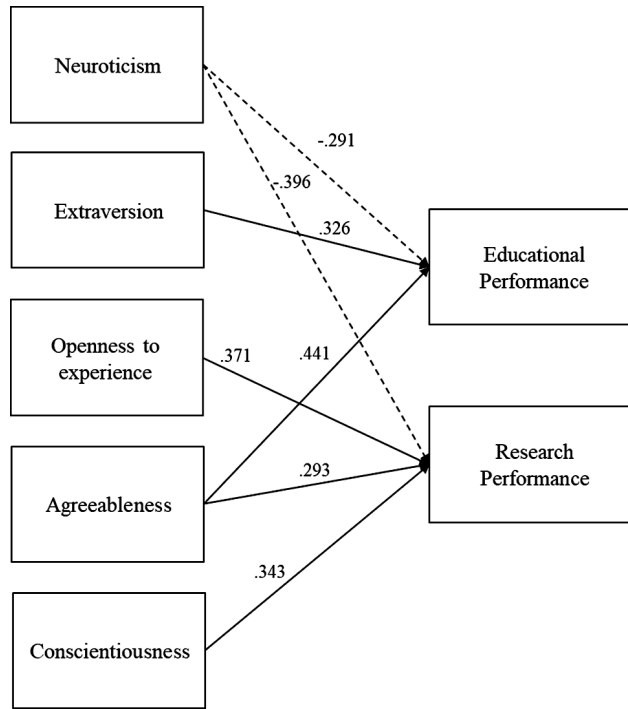 Neuroticism
-.291
-.396
Extraversion
.326
Educational
Performance
Openness to
experience
.371
.441
Research
Performance
.293
Agreeableness
.343
Conscientiousness